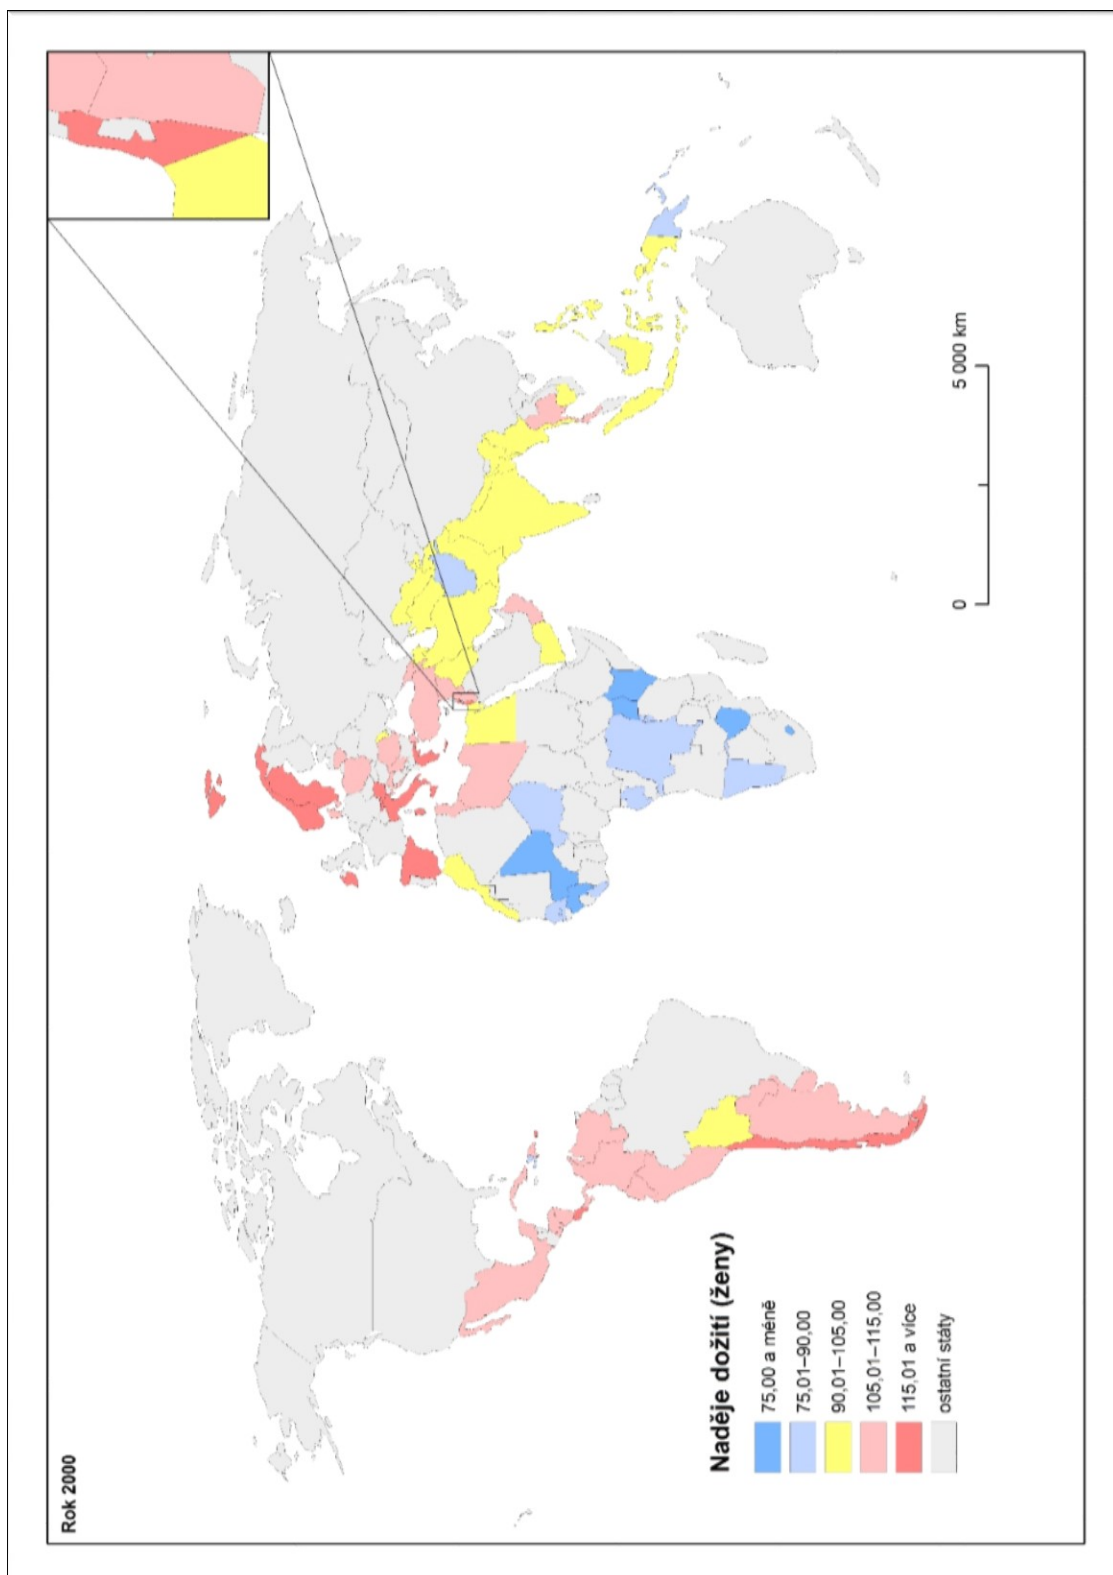 Rok 2000
Naděje dožití (ženy)
75,00 a méně
75,01–90,00
90,01–105,00
105,01–115,00
115,01 a více
ostatní státy
0 5 000 km